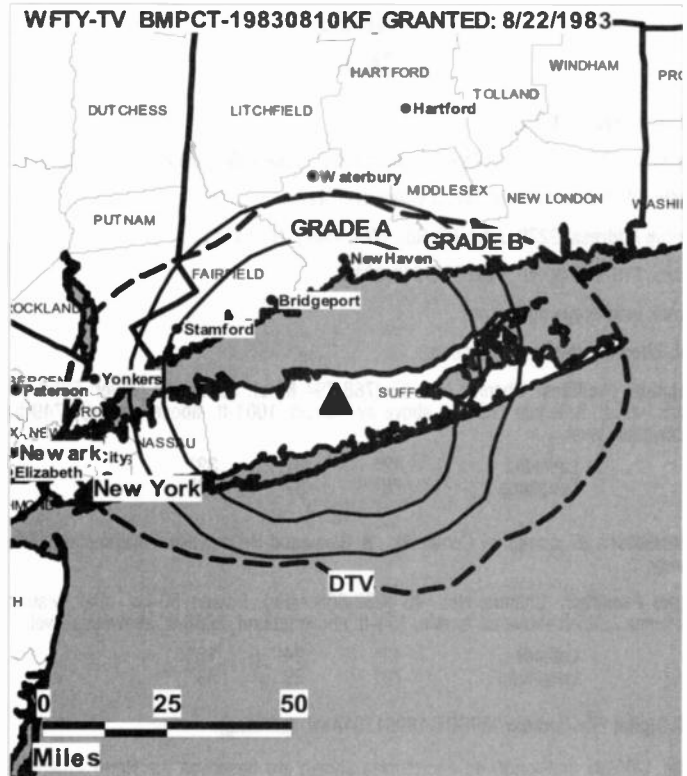 WFTY-TV BMPCT-19830810KF GRANTED: 8/22/1983
WINDHAM
HARTFORD
TOLLAND
DUTCHESS
LITCHFIELD
Hartford
Waterbury
MIDDLESEX
NEW LONDON
PUTNAM
GRADE A
GRADE B
New Haven
FAIRFIELD
Bridgeport
Stamford
Yonkers
Paterson
SUFF
NASSAU
Newark
Elizabeth
New York
DTV
0 25 50
Miles